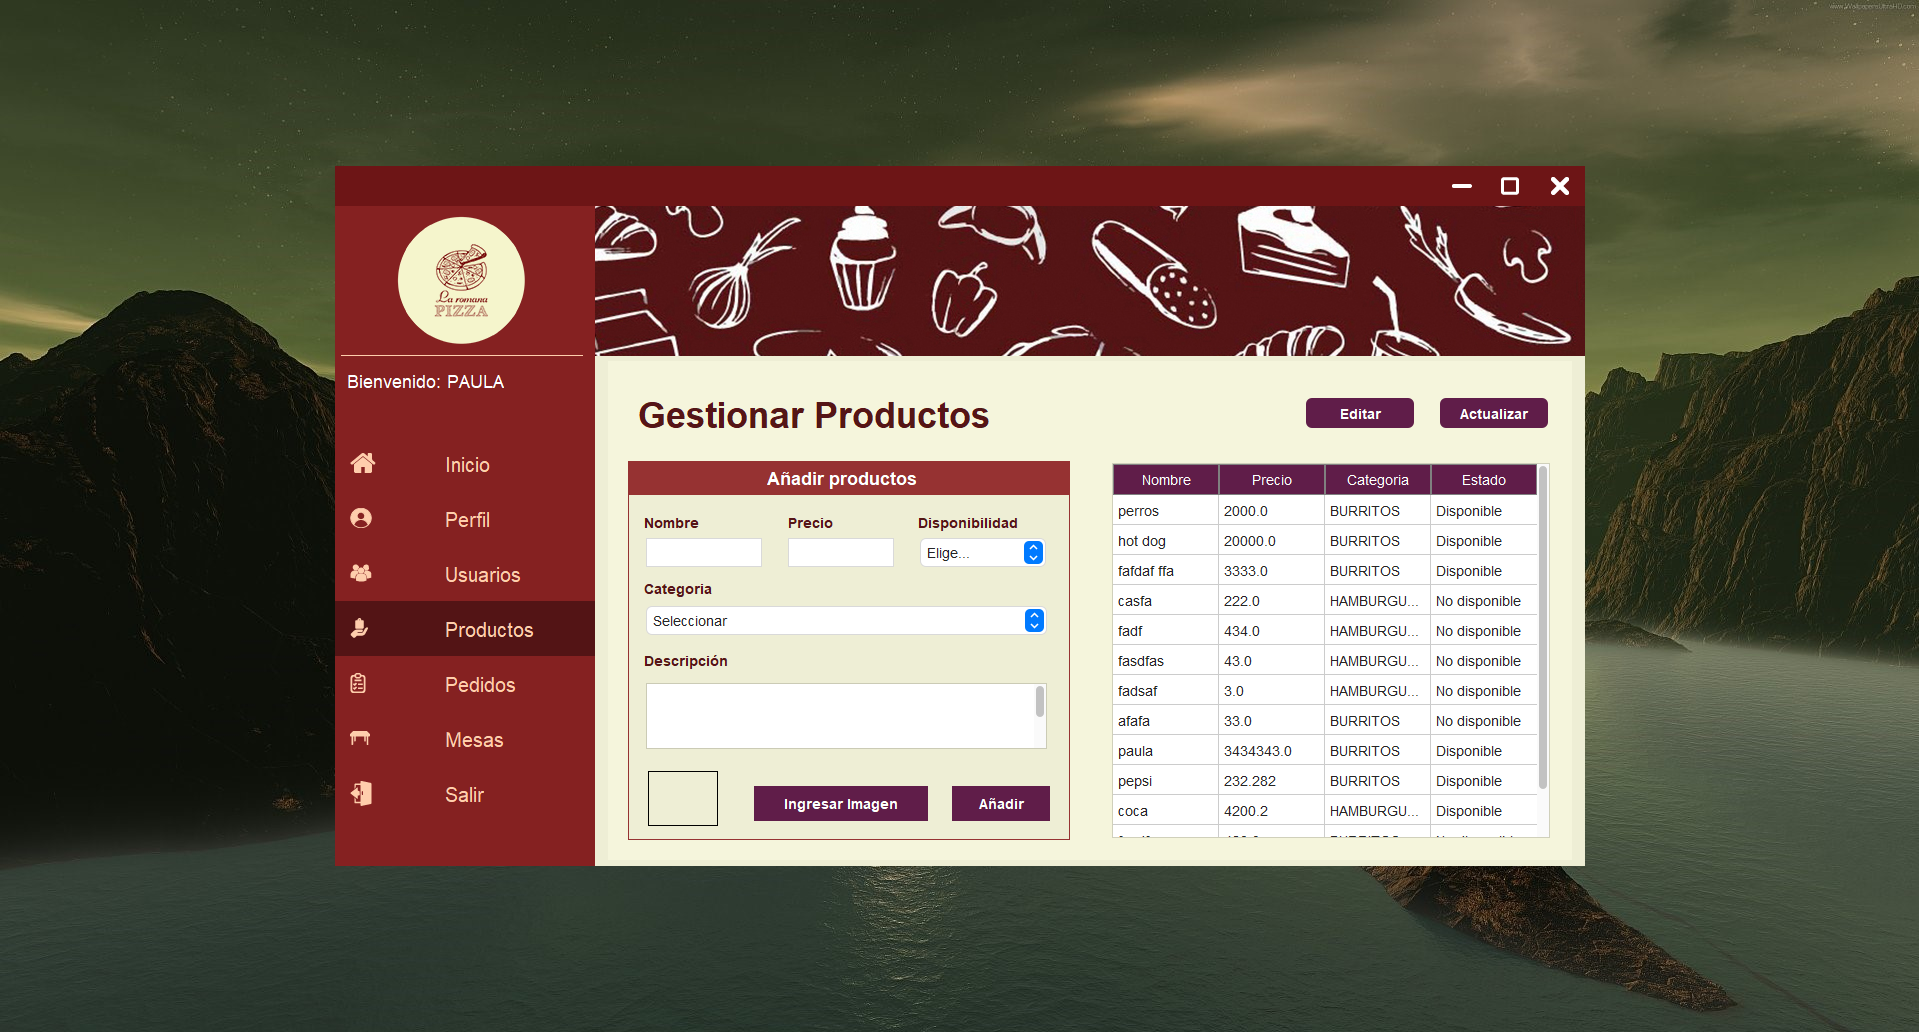 www.WallpapersUltraHD.com
La romana
PIZZA
Bienvenido: PAULA
Inicio
Perfil
Usuarios
Productos
Pedidos
Mesas
Salir
Gestionar Productos
Editar
Actualizar
Añadir productos
Nombre Precio Disponibilidad
Elige...
Categoria
Seleccionar
Descripción
Ingresar Imagen
Añadir
Nombre Precio Categoria Estado
perros 2000.0 BURRITOS Disponible
hot dog 20000.0 BURRITOS Disponible
fafdaf ffa 3333.0 BURRITOS Disponible
casfa 222.0 HAMBURGU... No disponible
fadf 434.0 HAMBURGU... No disponible
fasdfas 43.0 HAMBURGU... No disponible
fadsaf 3.0 HAMBURGU... No disponible
afafa 33.0 BURRITOS No disponible
paula 3434343.0 BURRITOS Disponible
pepsi 232.282 BURRITOS Disponible
coca 4200.2 HAMBURGU... Disponible